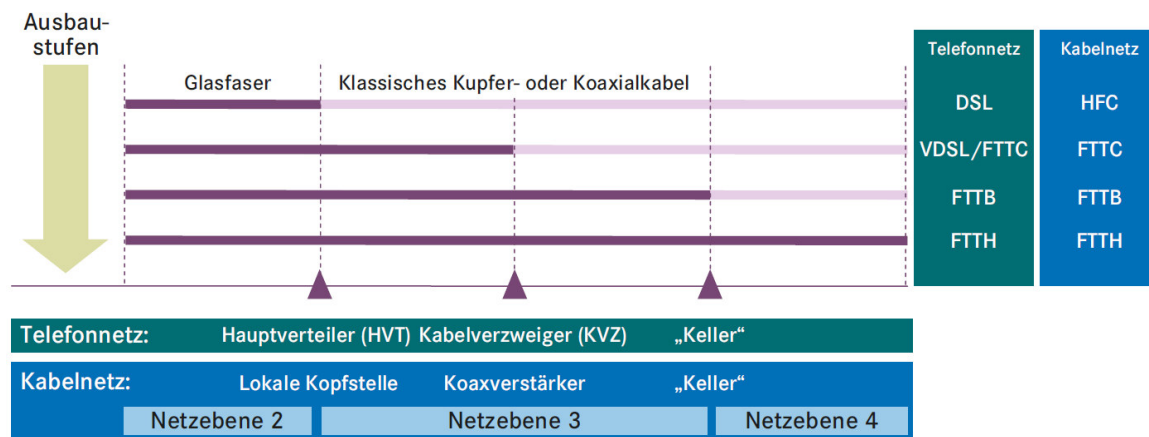 Ausbau-
stufen
Telefonnetz
Kabelnetz
Glasfaser
Klassisches Kupfer- oder Koaxialkabel
DSL
HFC
VDSL/FTTC
FTTC
FTTB
FTTB
FTTH
FTTH
Telefonnetz:
Hauptverteiler (HVT)
Kabelverzweiger (KVZ)
„Keller“
Kabelnetz:
Lokale Kopfstelle
Koaxverstärker
„Keller“
Netzebene 2
Netzebene 3
Netzebene 4